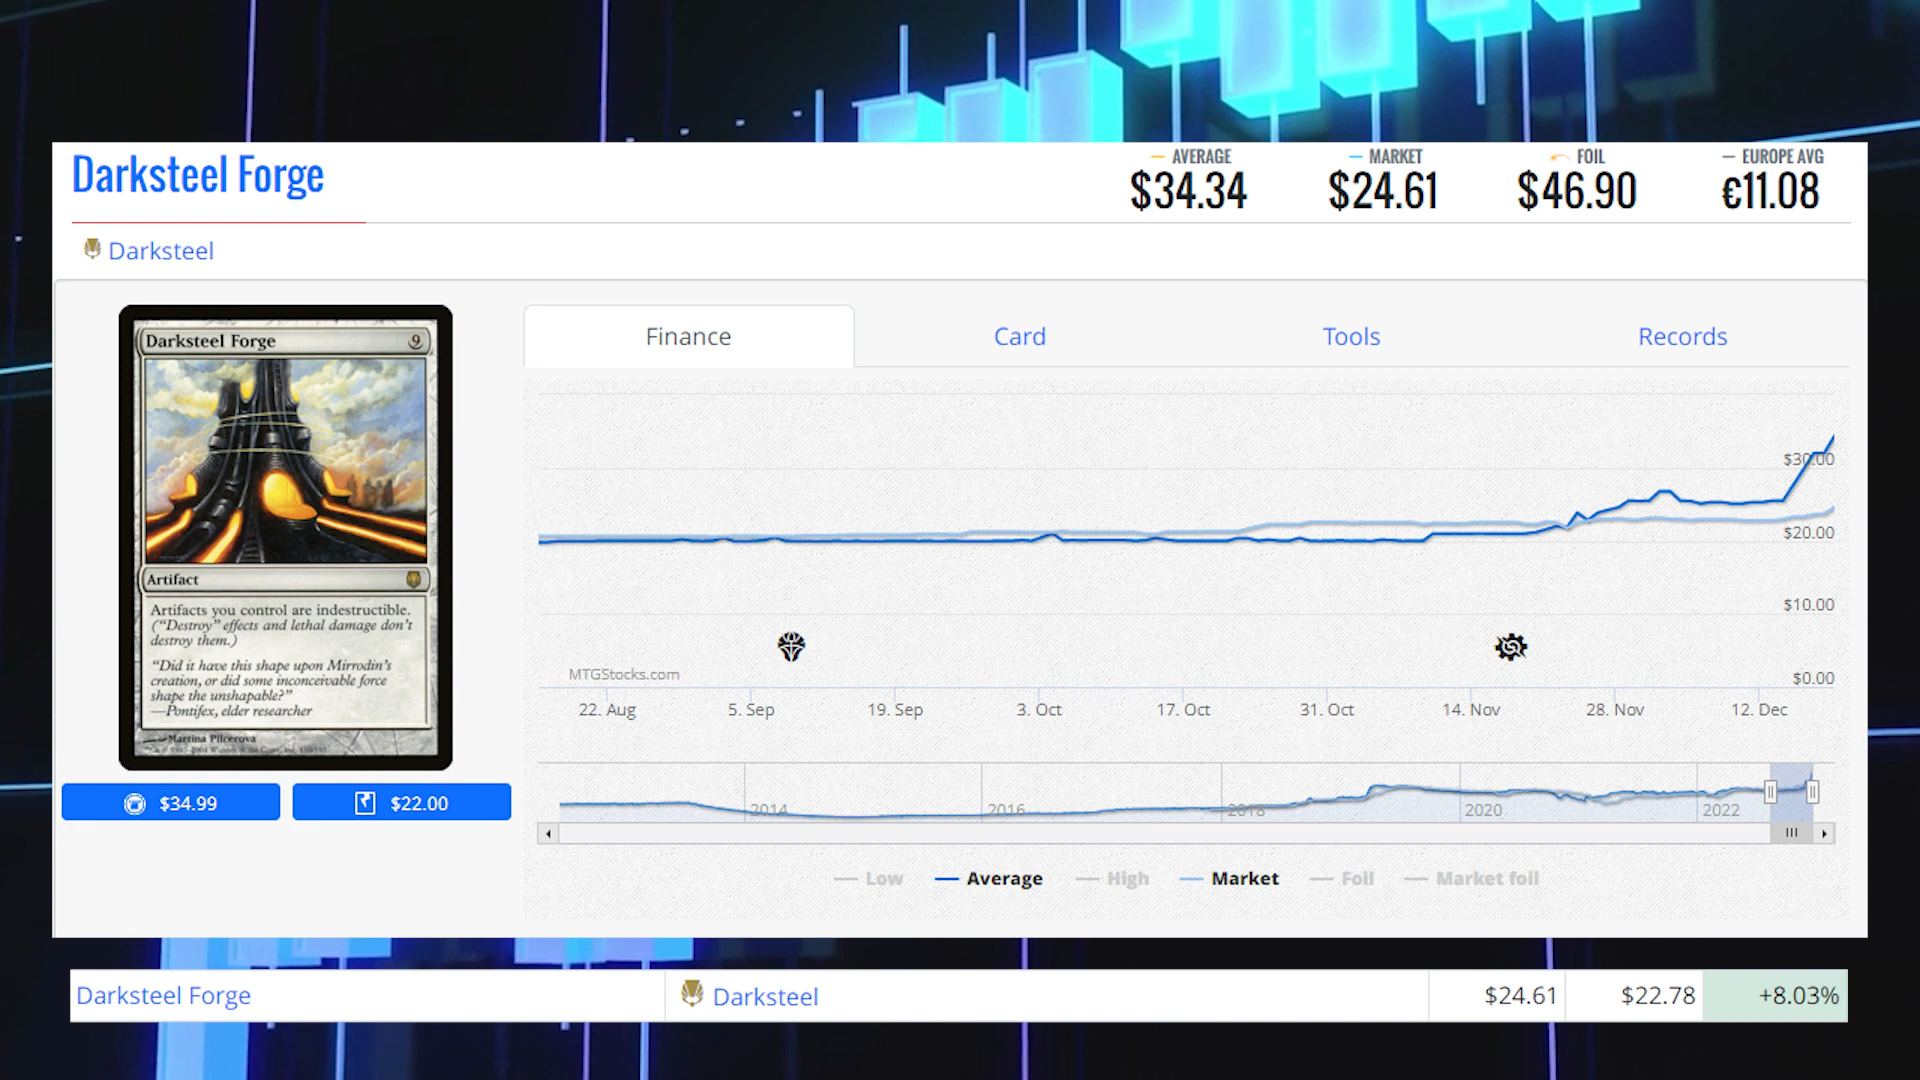 Darksteel Forge
AVERAGE
$34.34
MARKET
$24.61
FOIL
$46.90
EUROPE AVG
€11.08
Darksteel
Darksteel Forge 9
Artifact
Artifacts you control are indestructible.
("Destroy" effects and lethal damage don't
destroy them.)
"Did it have this shape upon Mirrodin's
creation, or did some inconceivable force
shape the unshapable?"
—Pontifex, elder researcher
Martina Pilcerova
$34.99
$22.00
Finance
Card
Tools
Records
$30.00
$20.00
$10.00
$0.00
MTGStocks.com
22. Aug 5. Sep 19. Sep 3. Oct 17. Oct 31. Oct 14. Nov 28. Nov 12. Dec
2014 2016 2018 2020 2022
Low Average High Market Foil Market foil
Darksteel Forge Darksteel $24.61 $22.78 +8.03%